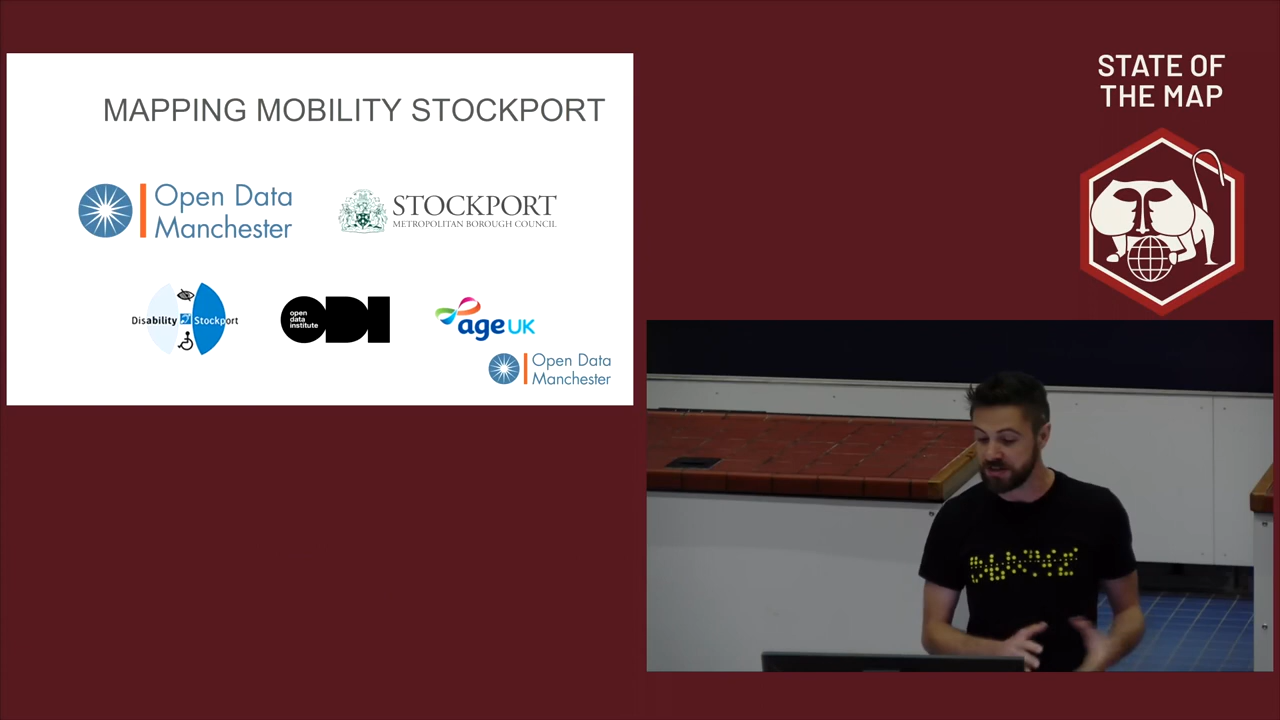 MAPPING MOBILITY STOCKPORT
Open Data
Manchester
STOCKPORT
METROPOLITAN BOROUGH COUNCIL
Disability Stockport
open
data
institute
ODI
age UK
Open Data
Manchester
STATE OF
THE MAP